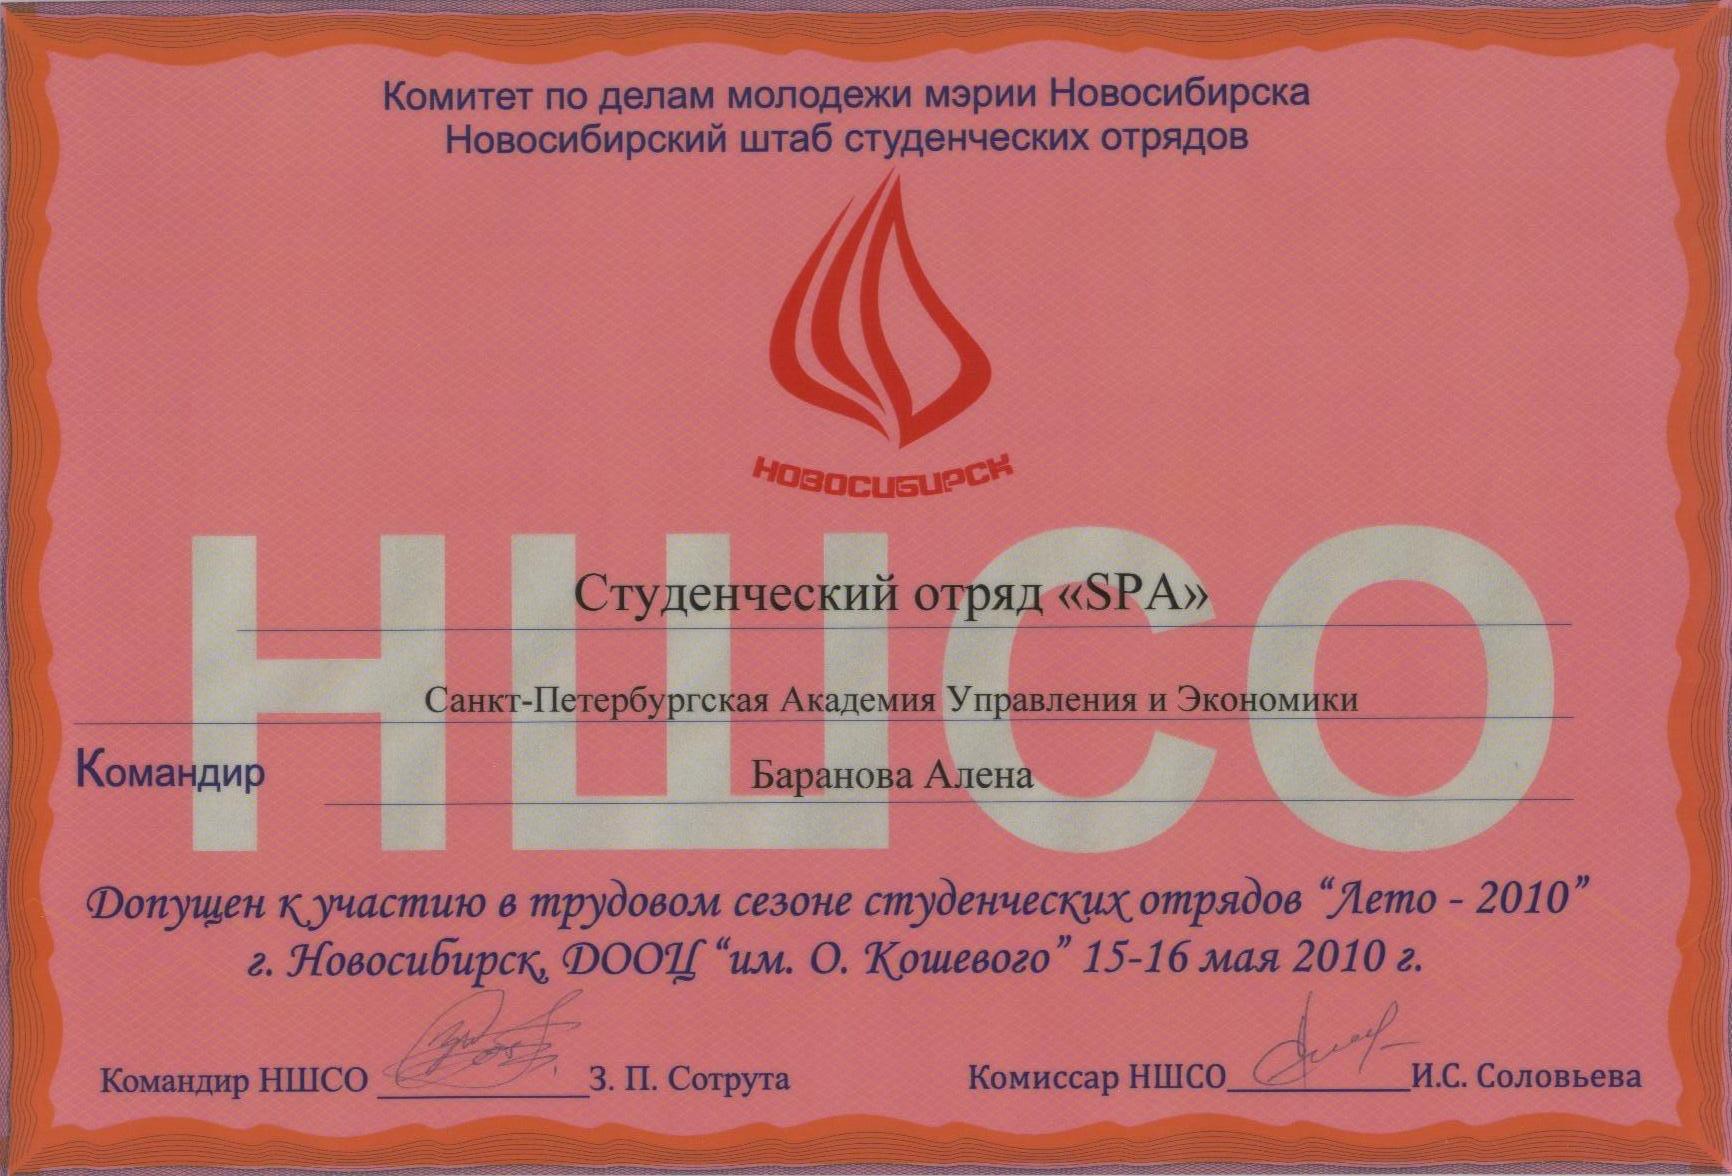 Комитет по делам молодежи мэрии Новосибирска
Новосибирский штаб студенческих отрядов
НОВОСИБИРСК
НШСО
Студенческий отряд «SPA»
Санкт-Петербургская Академия Управления и Экономики
Командир Баранова Алена
Допущен к участию в трудовом сезоне студенческих отрядов “Лето - 2010”
г. Новосибирск, ДООЦ “им. О. Кошевого” 15-16 мая 2010 г.
Командир НШСО З. П. Сотрута Комиссар НШСО И.С. Соловьева